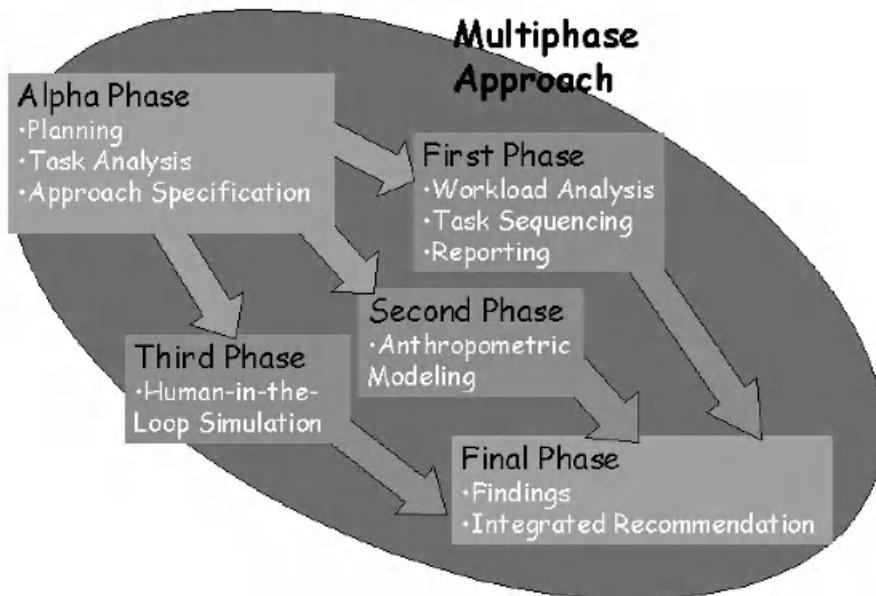 Multiphase
Approach
Alpha Phase
•Planning
•Task Analysis
•Approach Specification
First Phase
•Workload Analysis
•Task Sequencing
•Reporting
Second Phase
•Anthropometric
Modeling
Third Phase
•Human-in-the-
Loop Simulation
Final Phase
•Findings
•Integrated Recommendation